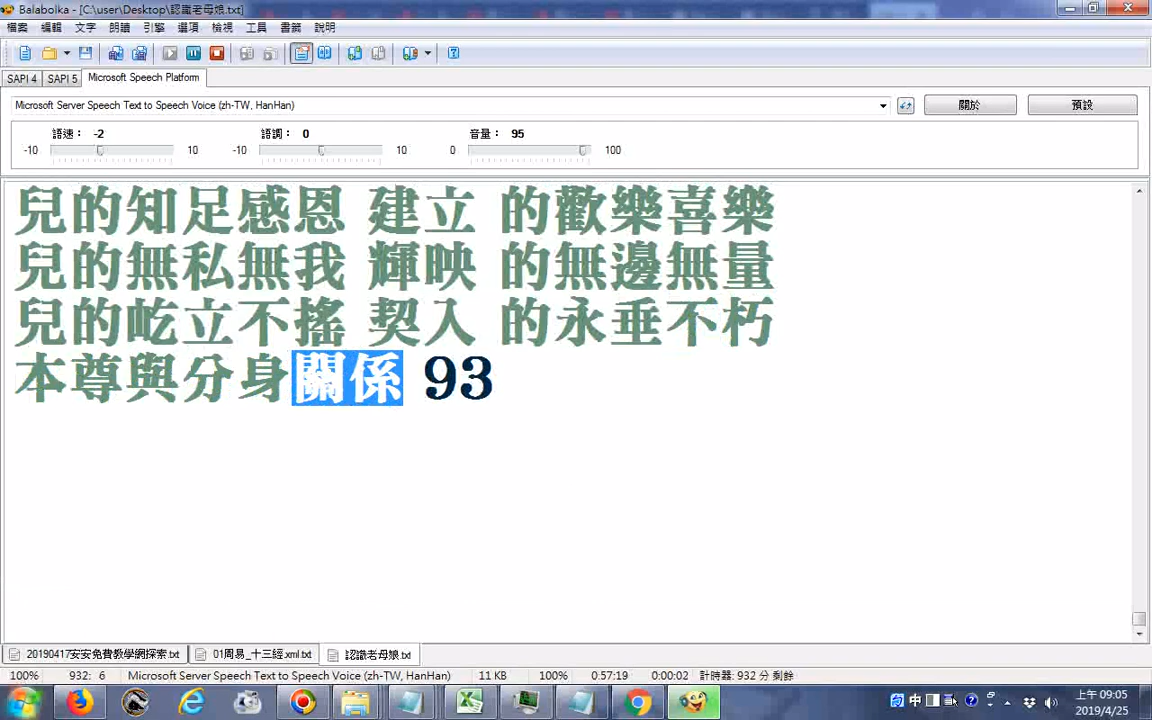 Balabolka - [C:\user\Desktop\認識老母娘.txt]
檔案 編輯 文字 朗讀 引擎 選項 檢視 工具 書籤 說明
SAPI 4 SAPI 5 Microsoft Speech Platform
Microsoft Server Speech Text to Speech Voice (zh-TW, HanHan) 關於 預設
語速： -2 語調： 0 音量： 95
-10 10 -10 10 0 100
兒的知足感恩 建立 的歡樂喜樂
兒的無私無我 輝映 的無邊無量
兒的屹立不搖 契入 的永垂不朽
本尊與分身關係 93
20190417安安免費教學網探索.txt 01周易_十三經.xml.txt 認識老母娘.txt
100% 932: 6 Microsoft Server Speech Text to Speech Voice (zh-TW, HanHan) 11 KB 100% 0:57:19 0:00:02 計時器: 932 分 剩餘
中 上午 09:05
2019/4/25